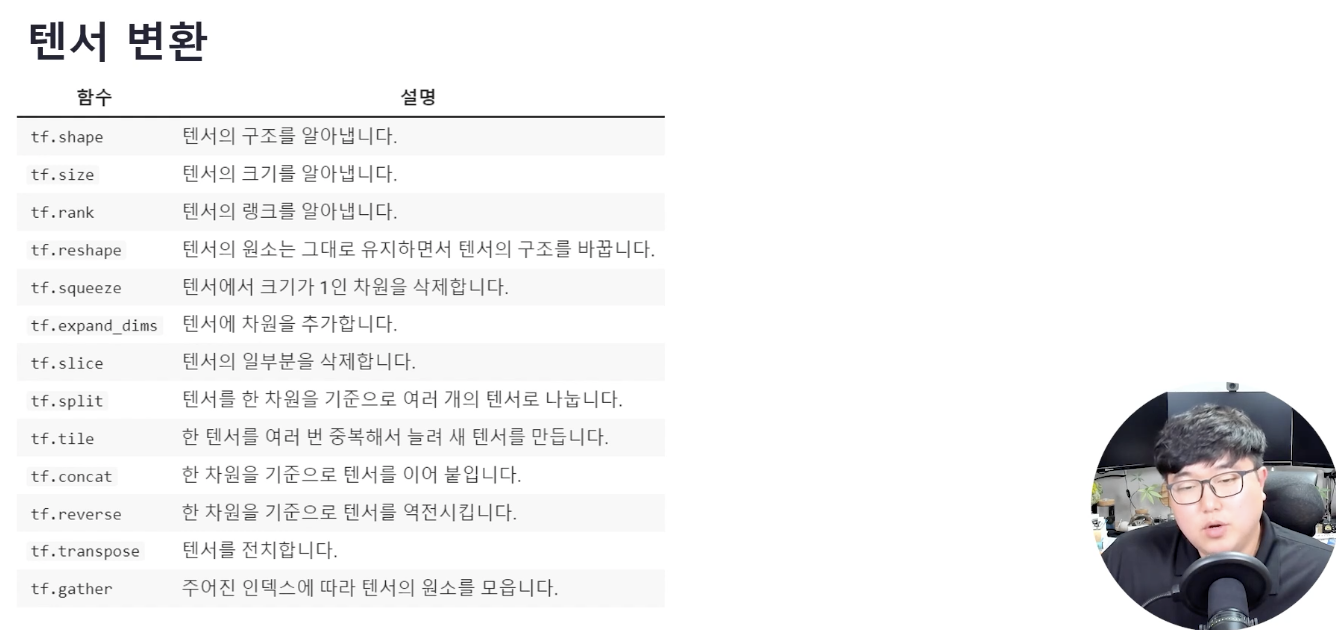 텐서 변환
함수 설명
tf.shape 텐서의 구조를 알아냅니다.
tf.size 텐서의 크기를 알아냅니다.
tf.rank 텐서의 랭크를 알아냅니다.
tf.reshape 텐서의 원소는 그대로 유지하면서 텐서의 구조를 바꿉니다.
tf.squeeze 텐서에서 크기가 1인 차원을 삭제합니다.
tf.expand_dims 텐서에 차원을 추가합니다.
tf.slice 텐서의 일부분을 삭제합니다.
tf.split 텐서를 한 차원을 기준으로 여러 개의 텐서로 나눕니다.
tf.tile 한 텐서를 여러 번 중복해서 늘려 새 텐서를 만듭니다.
tf.concat 한 차원을 기준으로 텐서를 이어 붙입니다.
tf.reverse 한 차원을 기준으로 텐서를 역전시킵니다.
tf.transpose 텐서를 전치합니다.
tf.gather 주어진 인덱스에 따라 텐서의 원소를 모읍니다.